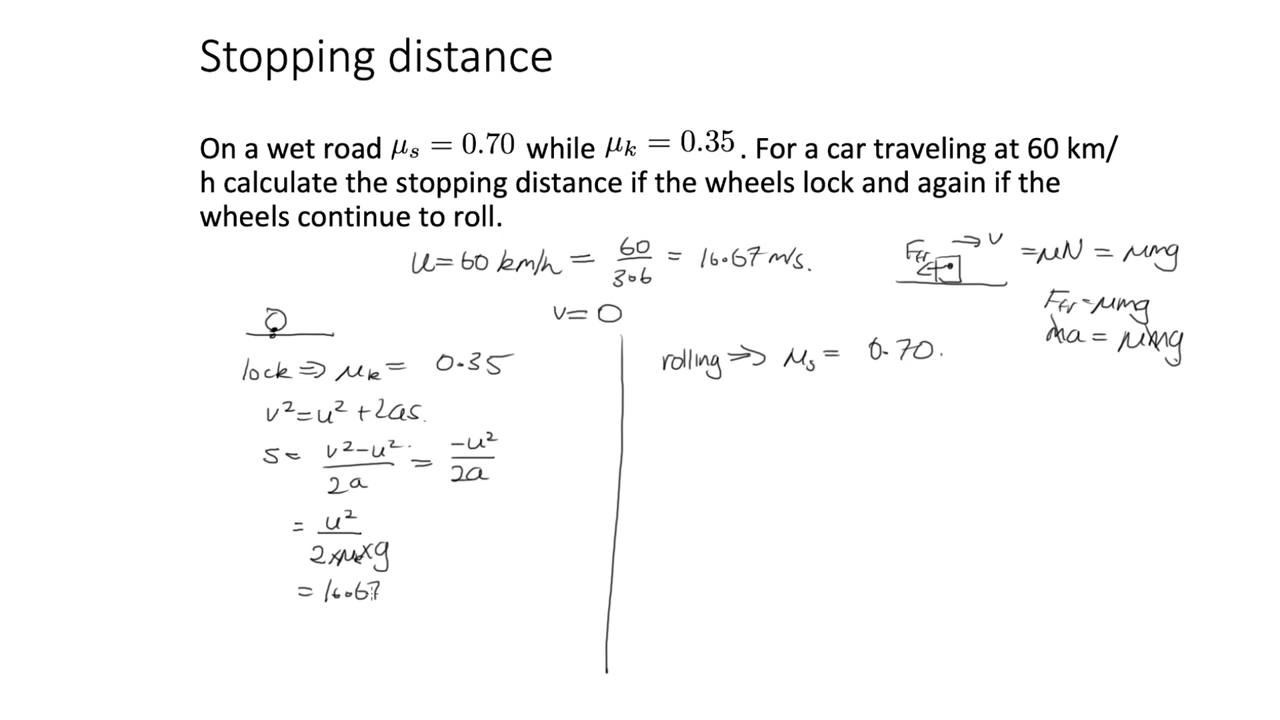 Stopping distance
On a wet road μₛ = 0.70 while μₖ = 0.35. For a car traveling at 60 km/
h calculate the stopping distance if the wheels lock and again if the
wheels continue to roll.
u = 60 km/h = 60/3.6 = 16.67 m/s.
F_fr → v = μN = μmg
F_fr = μmg
ma = μmg
v = 0
lock ⇒ μₖ = 0.35
v² = u² + 2as.
s = (v² - u²)/2a = -u²/2a
= u²/(2×μₖ×g)
= 16.67
rolling ⇒ μₛ = 0.70.